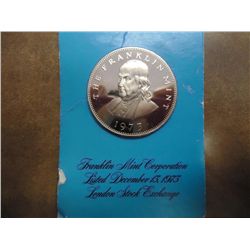 THE FRANKLIN MINT
1973
Franklin Mint Corporation
Listed December 13, 1973
London Stock Exchange